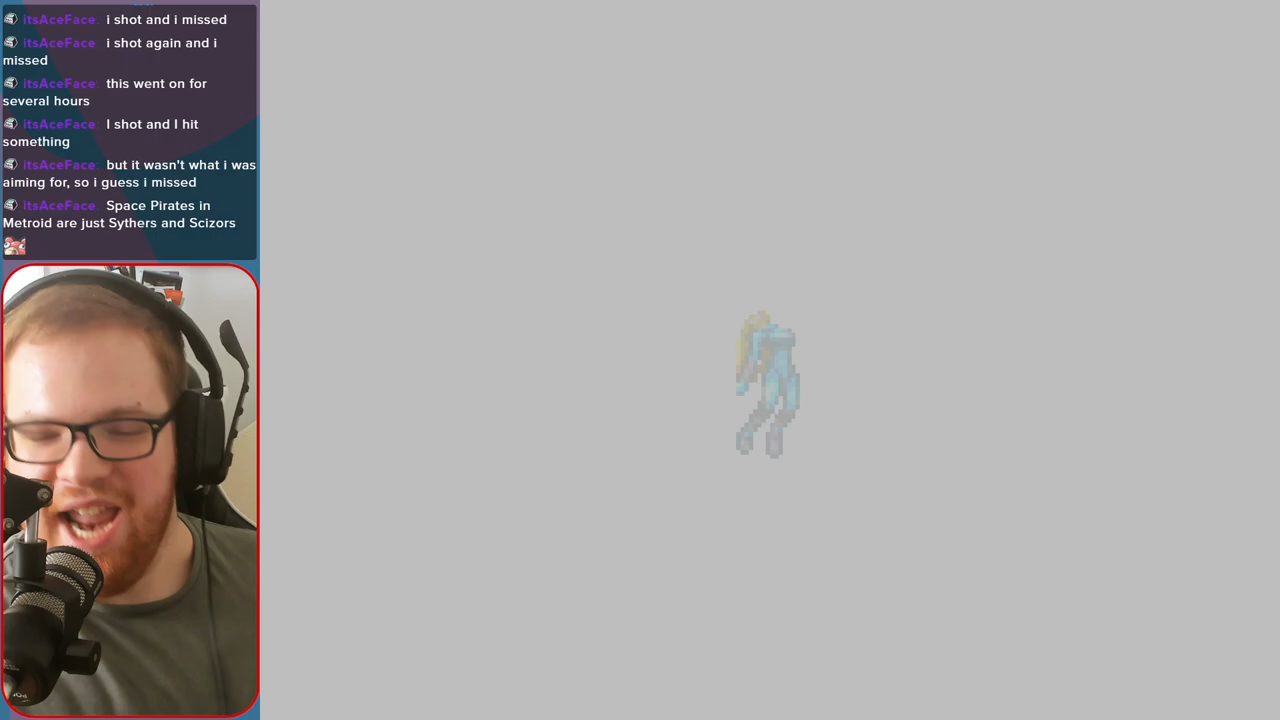 itsAceFace: i shot and i missed
itsAceFace: i shot again and i
missed
itsAceFace: this went on for
several hours
itsAceFace: I shot and I hit
something
itsAceFace: but it wasn't what i was
aiming for, so i guess i missed
itsAceFace: Space Pirates in
Metroid are just Sythers and Scizors